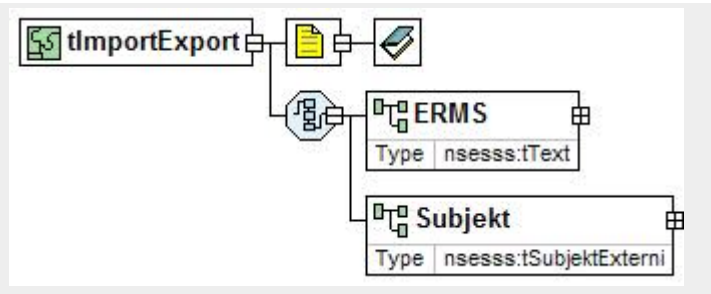 tImportExport
ERMS
Type nsesss:tText
Subjekt
Type nsesss:tSubjektExterni